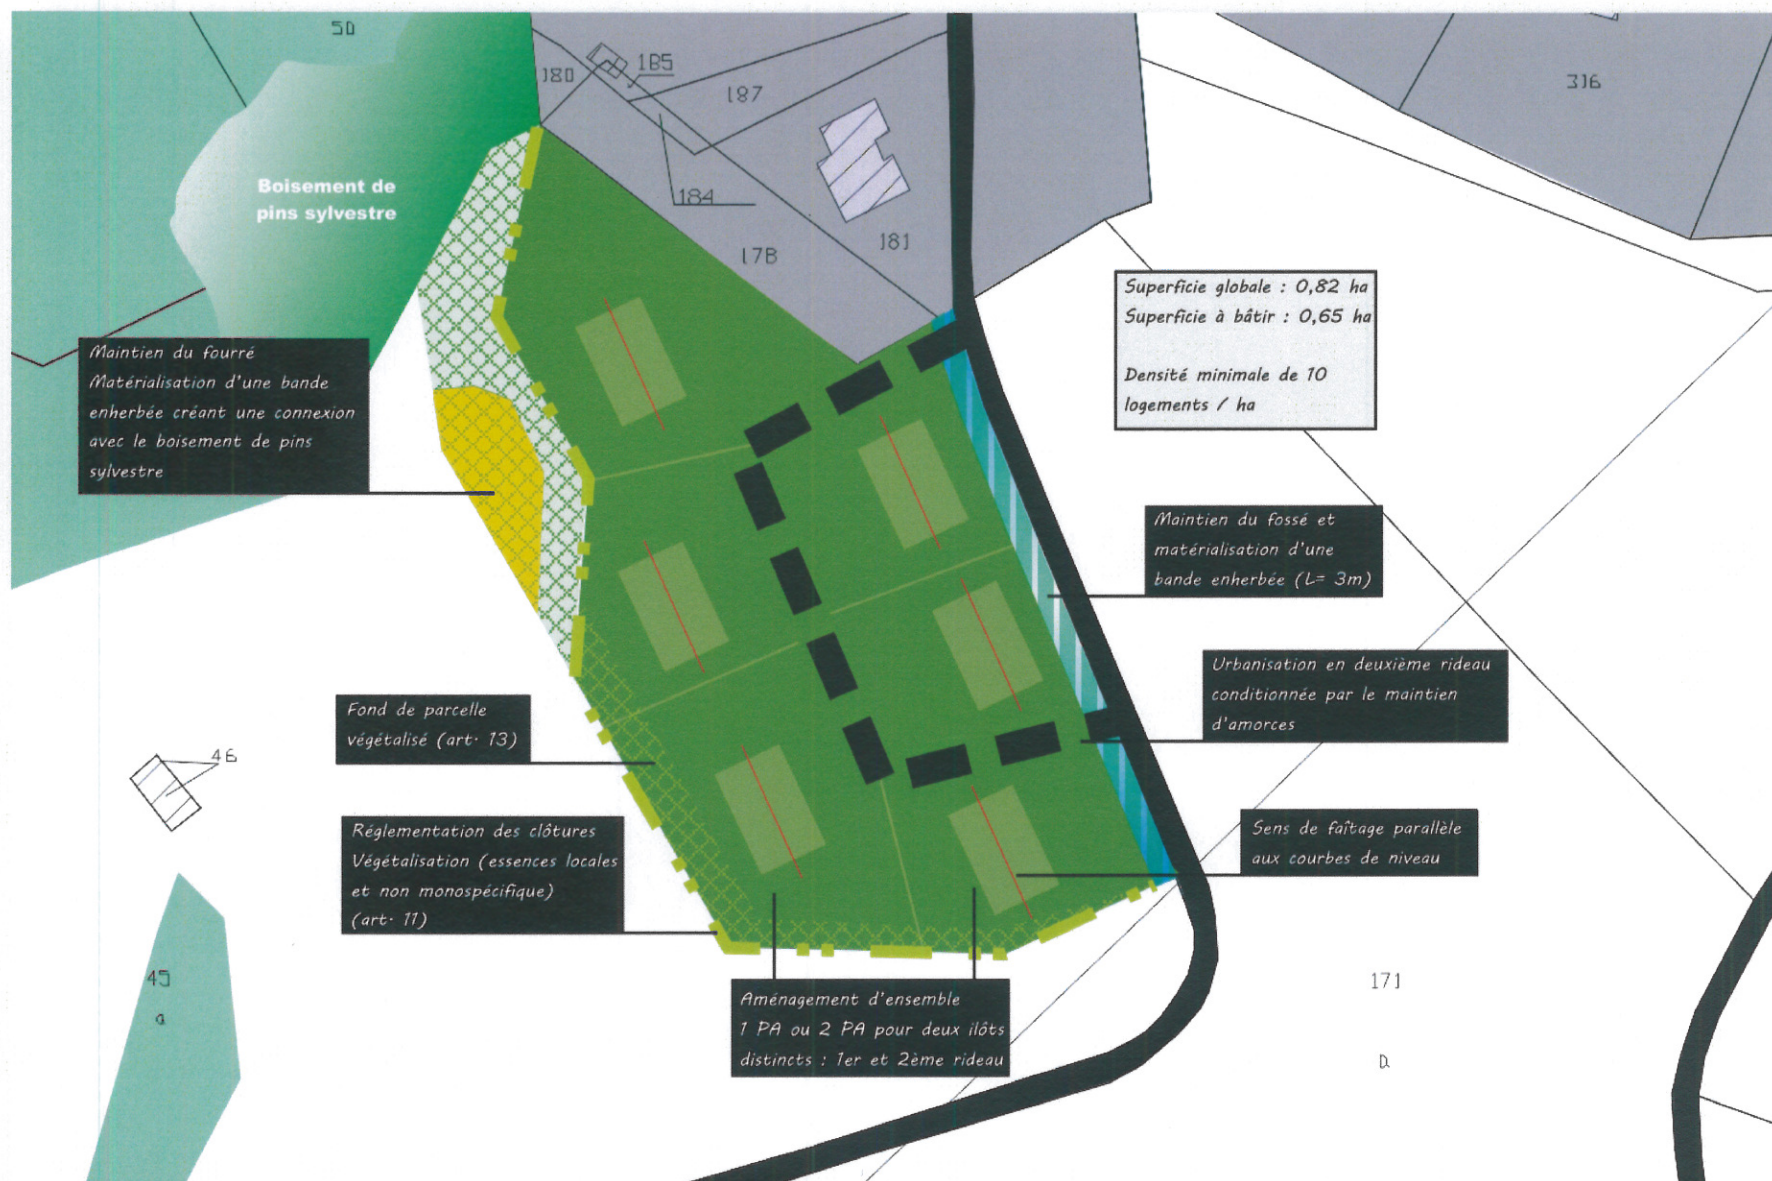 50
180
185
187
316
Boisement de
pins sylvestre
184
178
181
Superficie globale : 0,82 ha
Superficie à bâtir : 0,65 ha
Densité minimale de 10
logements / ha
Maintien du fourré
Matérialisation d'une bande
enherbée créant une connexion
avec le boisement de pins
sylvestre
Maintien du fossé et
matérialisation d'une
bande enherbée (L= 3m)
Urbanisation en deuxième rideau
conditionnée par le maintien
d'amorces
Fond de parcelle
végétalisé (art. 13)
46
Réglementation des clôtures
Végétalisation (essences locales
et non monospécifique)
(art. 11)
Sens de faîtage parallèle
aux courbes de niveau
45
a
Aménagement d'ensemble
1 PA ou 2 PA pour deux ilôts
distincts : 1er et 2ème rideau
171